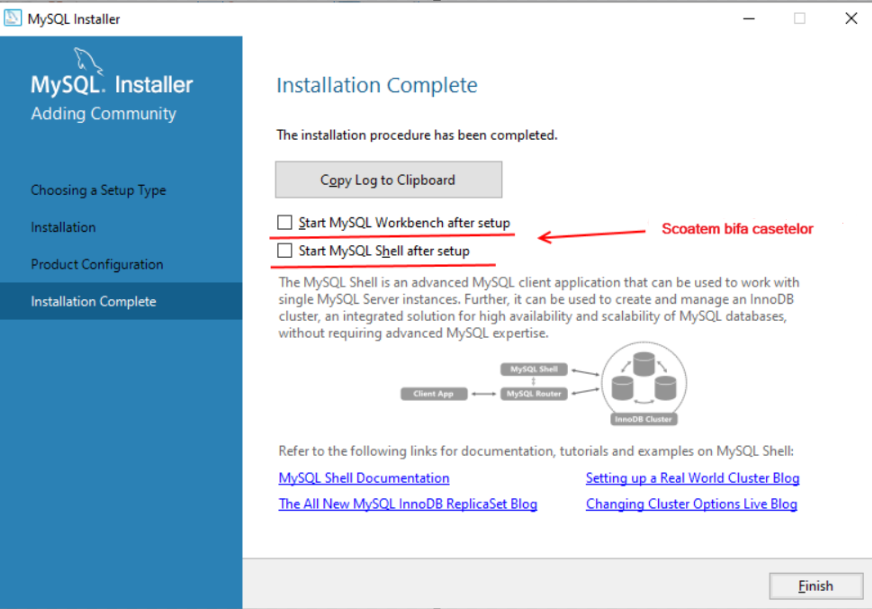 MySQL Installer
MySQL. Installer
Adding Community
Choosing a Setup Type
Installation
Product Configuration
Installation Complete
Installation Complete
The installation procedure has been completed.
Copy Log to Clipboard
Start MySQL Workbench after setup
Scoatem bifa casetelor
Start MySQL Shell after setup
The MySQL Shell is an advanced MySQL client application that can be used to work with
single MySQL Server instances. Further, it can be used to create and manage an InnoDB
cluster, an integrated solution for high availability and scalability of MySQL databases,
without requiring advanced MySQL expertise.
MySQL Shell
Client App
MySQL Router
InnoDB Cluster
Refer to the following links for documentation, tutorials and examples on MySQL Shell:
MySQL Shell Documentation
Setting up a Real World Cluster Blog
The All New MySQL InnoDB ReplicaSet Blog
Changing Cluster Options Live Blog
Finish